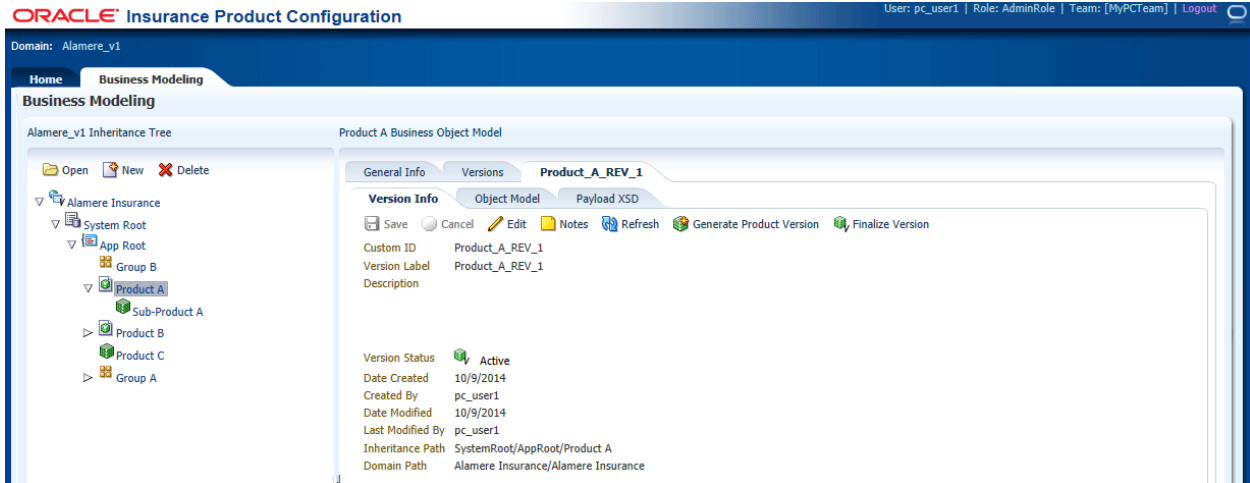 ORACLE Insurance Product Configuration
User: pc_user1 | Role: AdminRole | Team: [MyPCTeam] | Logout
Domain: Alamere_v1
Home Business Modeling
Business Modeling
Alamere_v1 Inheritance Tree
Product A Business Object Model
Open New Delete
Alamere Insurance
System Root
App Root
Group B
Product A
Sub-Product A
Product B
Product C
Group A
General Info Versions Product_A_REV_1
Version Info Object Model Payload XSD
Save Cancel Edit Notes Refresh Generate Product Version Finalize Version
Custom ID Product_A_REV_1
Version Label Product_A_REV_1
Description
Version Status Active
Date Created 10/9/2014
Created By pc_user1
Date Modified 10/9/2014
Last Modified By pc_user1
Inheritance Path SystemRoot/AppRoot/Product A
Domain Path Alamere Insurance/Alamere Insurance